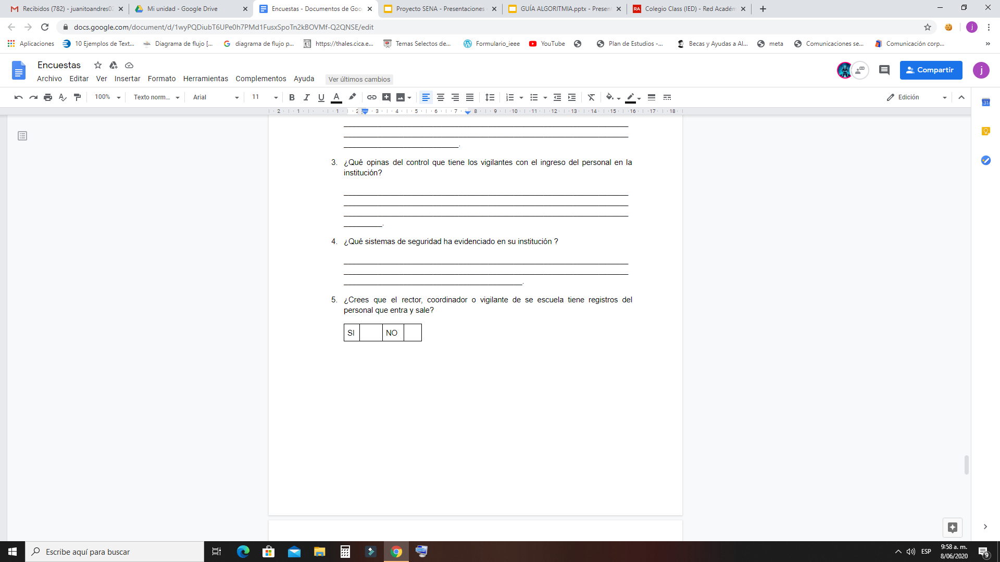 Recibidos (782) - juanitoandres02
Mi unidad - Google Drive
Encuestas - Documentos de Goo
Proyecto SENA - Presentaciones
GUÍA ALGORITMIA.pptx - Present
Colegio Class (IED) - Red Académ
docs.google.com/document/d/1wyPQDiubT6UPe0h7PMd1FusxSpoTn2kBOVMf-Q2QNSE/edit
j
Aplicaciones
10 Ejemplos de Text...
Diagrama de flujo [...
diagrama de flujo p...
https://thales.cica.e...
Temas Selectos de...
Formulario_ieee
YouTube
Plan de Estudios -...
Becas y Ayudas a Al...
meta
Comunicaciones se...
Comunicación corp...
»
Encuestas
Archivo Editar Ver Insertar Formato Herramientas Complementos Ayuda Ver últimos cambios
Compartir
j
100% Texto norm... Arial 11 Edición
2 1 1 2 3 4 5 6 7 8 9 10 11 12 13 14 15 16 17 18
31
3. ¿Qué opinas del control que tiene los vigilantes con el ingreso del personal en la
institución?
4. ¿Qué sistemas de seguridad ha evidenciado en su institución ?
5. ¿Crees que el rector, coordinador o vigilante de se escuela tiene registros del
personal que entra y sale?
SI NO
Escribe aquí para buscar
ESP
9:58 a. m.
8/06/2020
9